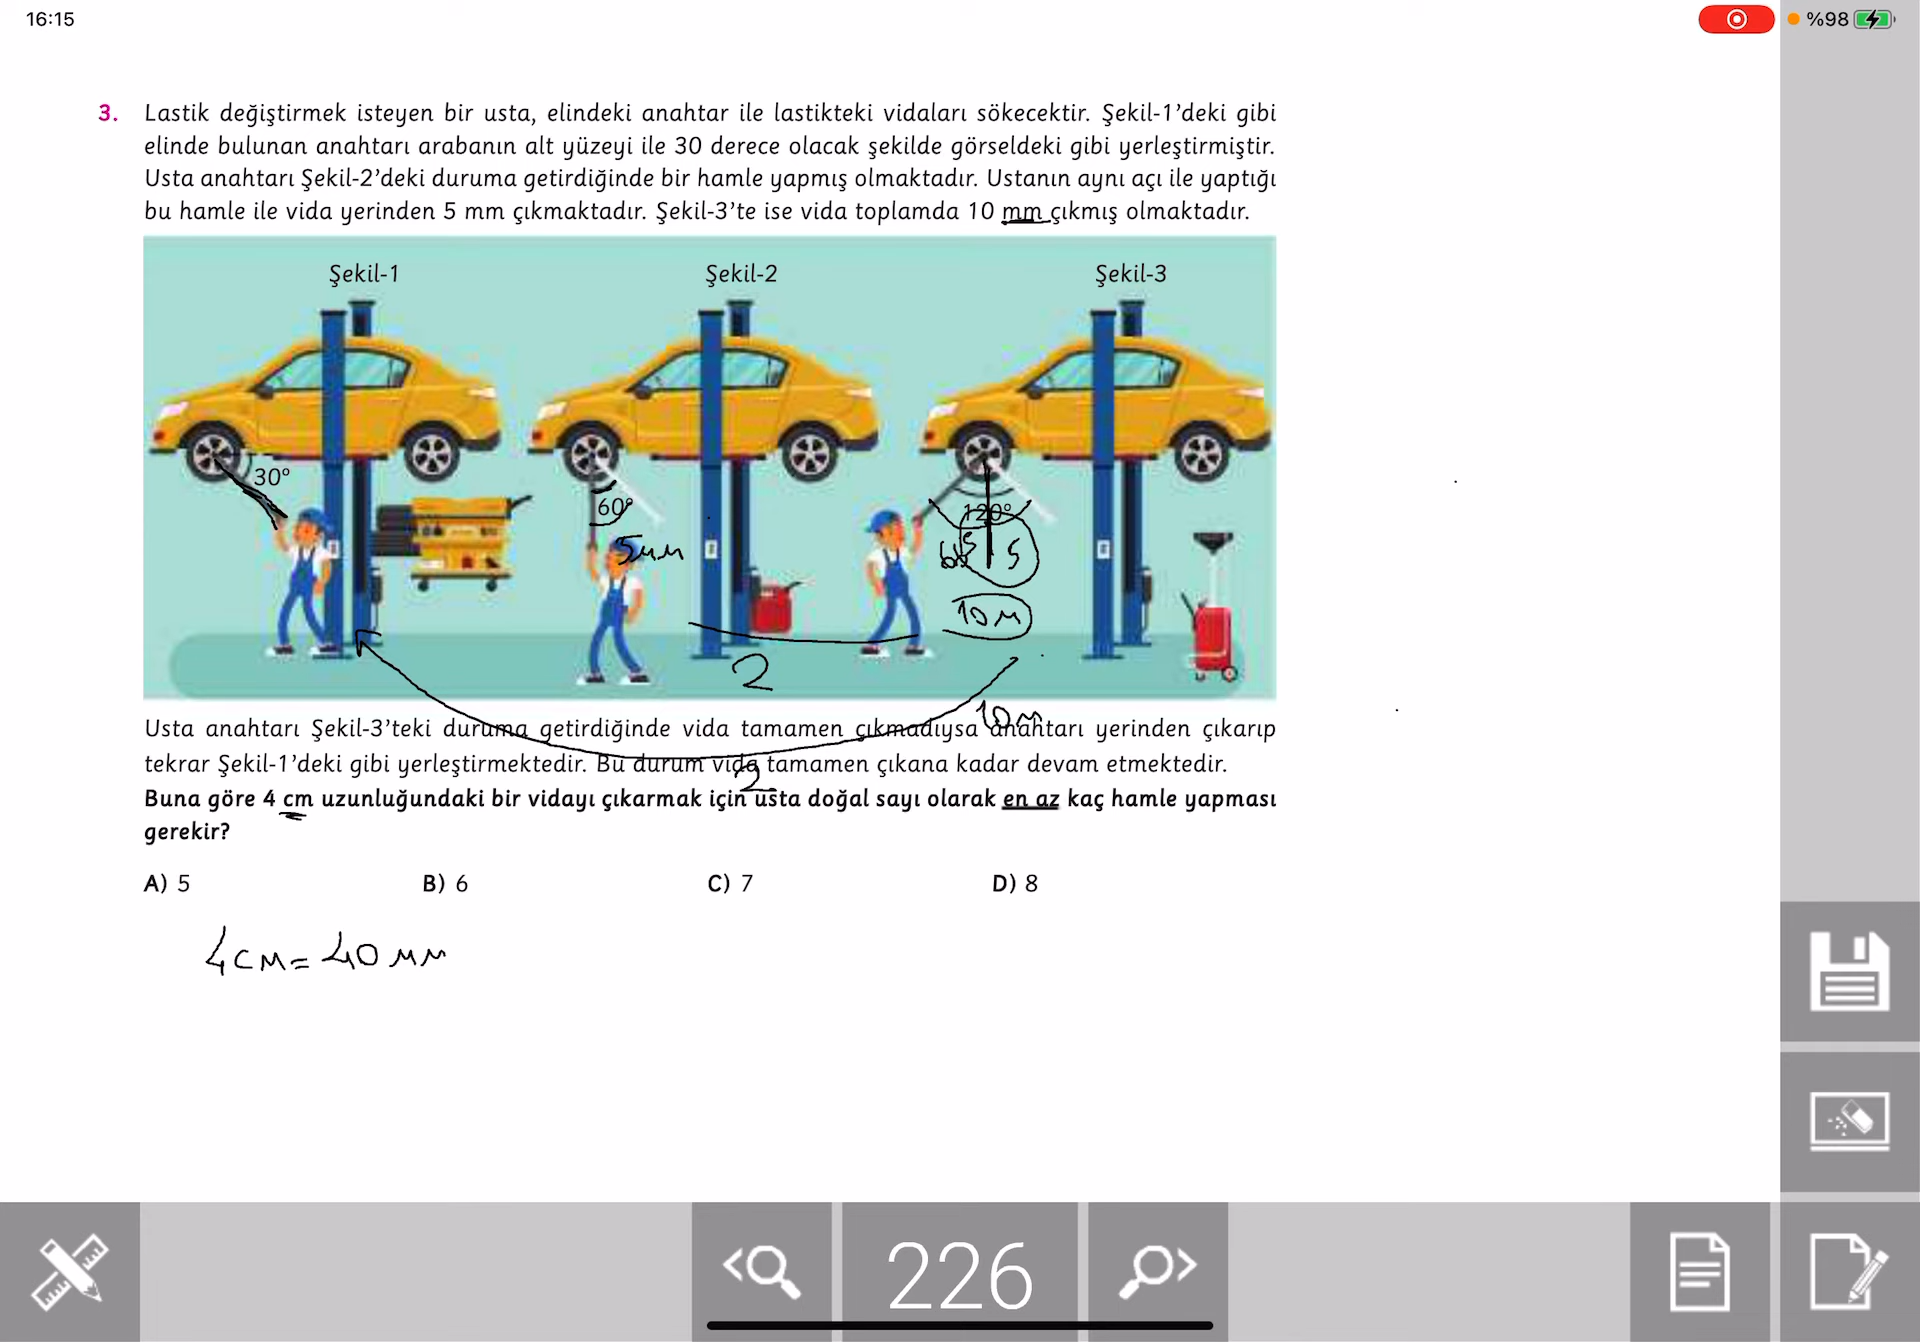 16:15
%98
3. Lastik değiştirmek isteyen bir usta, elindeki anahtar ile lastikteki vidaları sökecektir. Şekil-1'deki gibi
elinde bulunan anahtarı arabanın alt yüzeyi ile 30 derece olacak şekilde görseldeki gibi yerleştirmiştir.
Usta anahtarı Şekil-2'deki duruma getirdiğinde bir hamle yapmış olmaktadır. Ustanın aynı açı ile yaptığı
bu hamle ile vida yerinden 5 mm çıkmaktadır. Şekil-3'te ise vida toplamda 10 mm çıkmış olmaktadır.
Şekil-1 Şekil-2 Şekil-3
30°
60°
120°
5mm
5 5
10 m
2
10 m
Usta anahtarı Şekil-3'teki duruma getirdiğinde vida tamamen çıkmadıysa anahtarı yerinden çıkarıp
tekrar Şekil-1'deki gibi yerleştirmektedir. Bu durum vida tamamen çıkana kadar devam etmektedir.
2
Buna göre 4 cm uzunluğundaki bir vidayı çıkarmak için usta doğal sayı olarak en az kaç hamle yapması
gerekir?
A) 5 B) 6 C) 7 D) 8
4cm = 40 mm
226